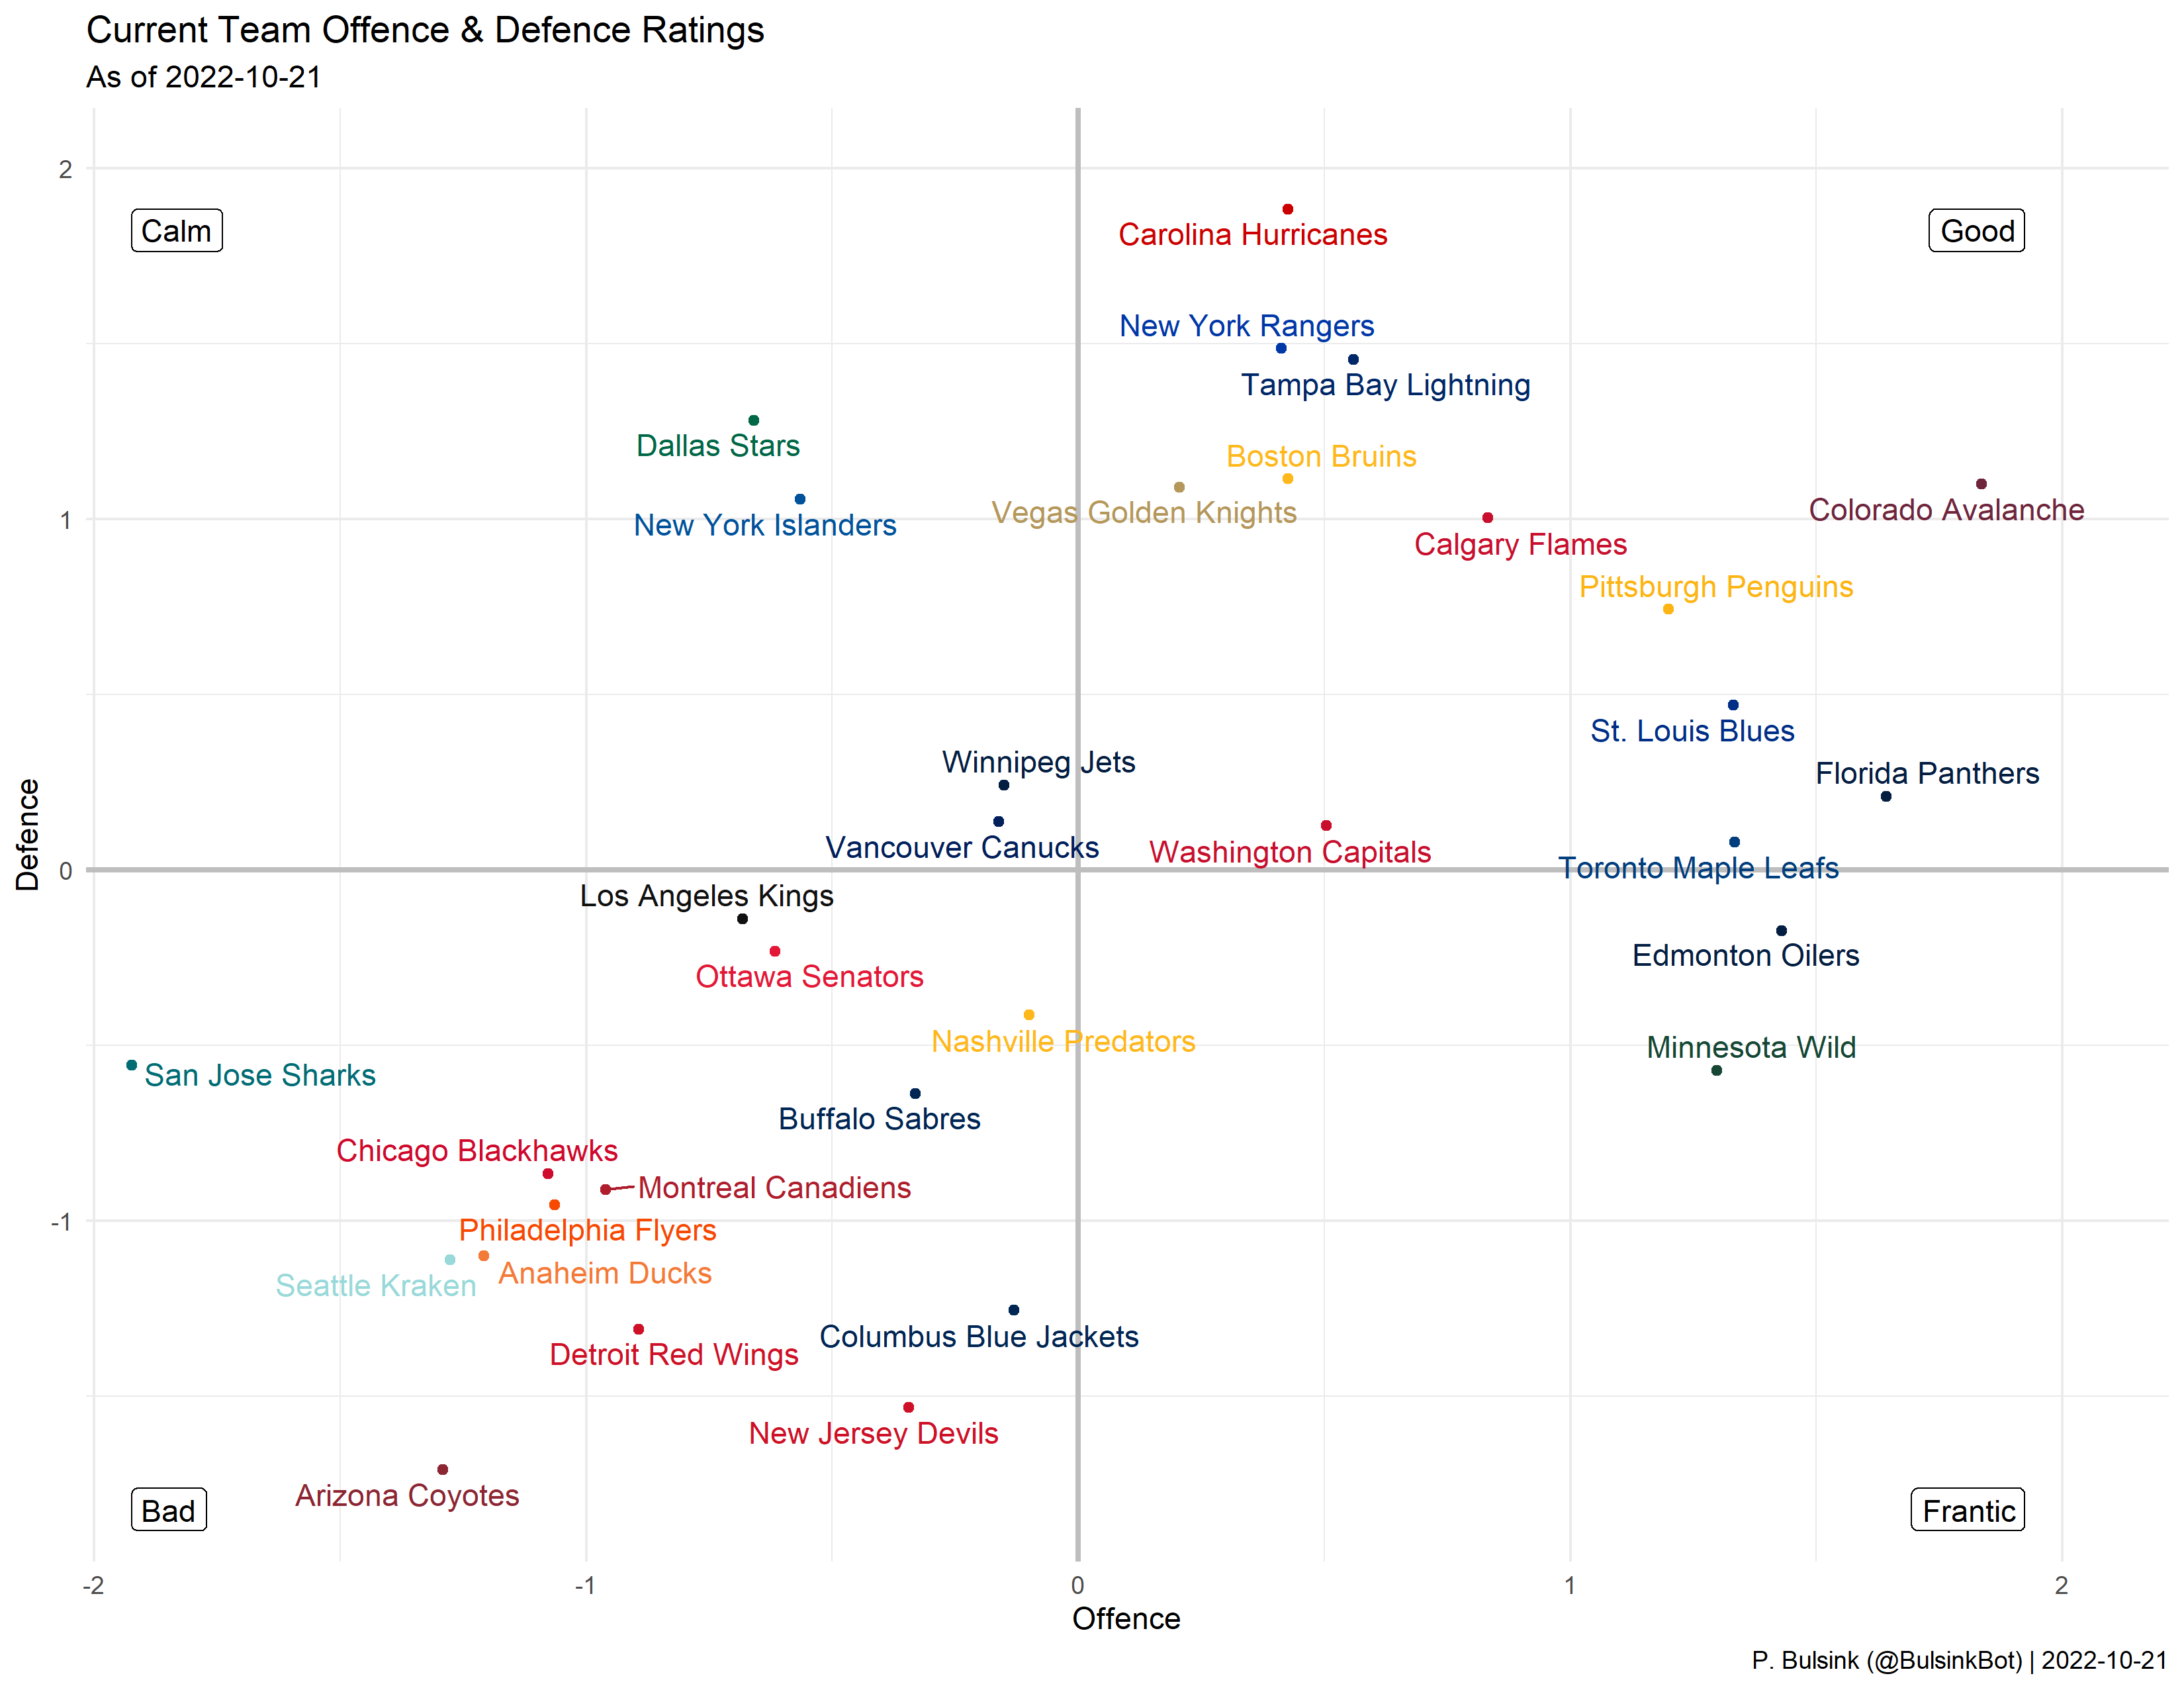 Current Team Offence & Defence Ratings
As of 2022-10-21
2
Calm
Good
Carolina Hurricanes
New York Rangers
Tampa Bay Lightning
Dallas Stars
Boston Bruins
New York Islanders
Vegas Golden Knights
Colorado Avalanche
1
Calgary Flames
Pittsburgh Penguins
St. Louis Blues
Winnipeg Jets
Florida Panthers
Vancouver Canucks
Washington Capitals
Toronto Maple Leafs
Defence
0
Los Angeles Kings
Edmonton Oilers
Ottawa Senators
Nashville Predators
Minnesota Wild
San Jose Sharks
Buffalo Sabres
Chicago Blackhawks
Montreal Canadiens
-1
Philadelphia Flyers
Anaheim Ducks
Seattle Kraken
Columbus Blue Jackets
Detroit Red Wings
New Jersey Devils
Arizona Coyotes
Bad
Frantic
-2
-1
0
1
2
Offence
P. Bulsink (@BulsinkBot) | 2022-10-21